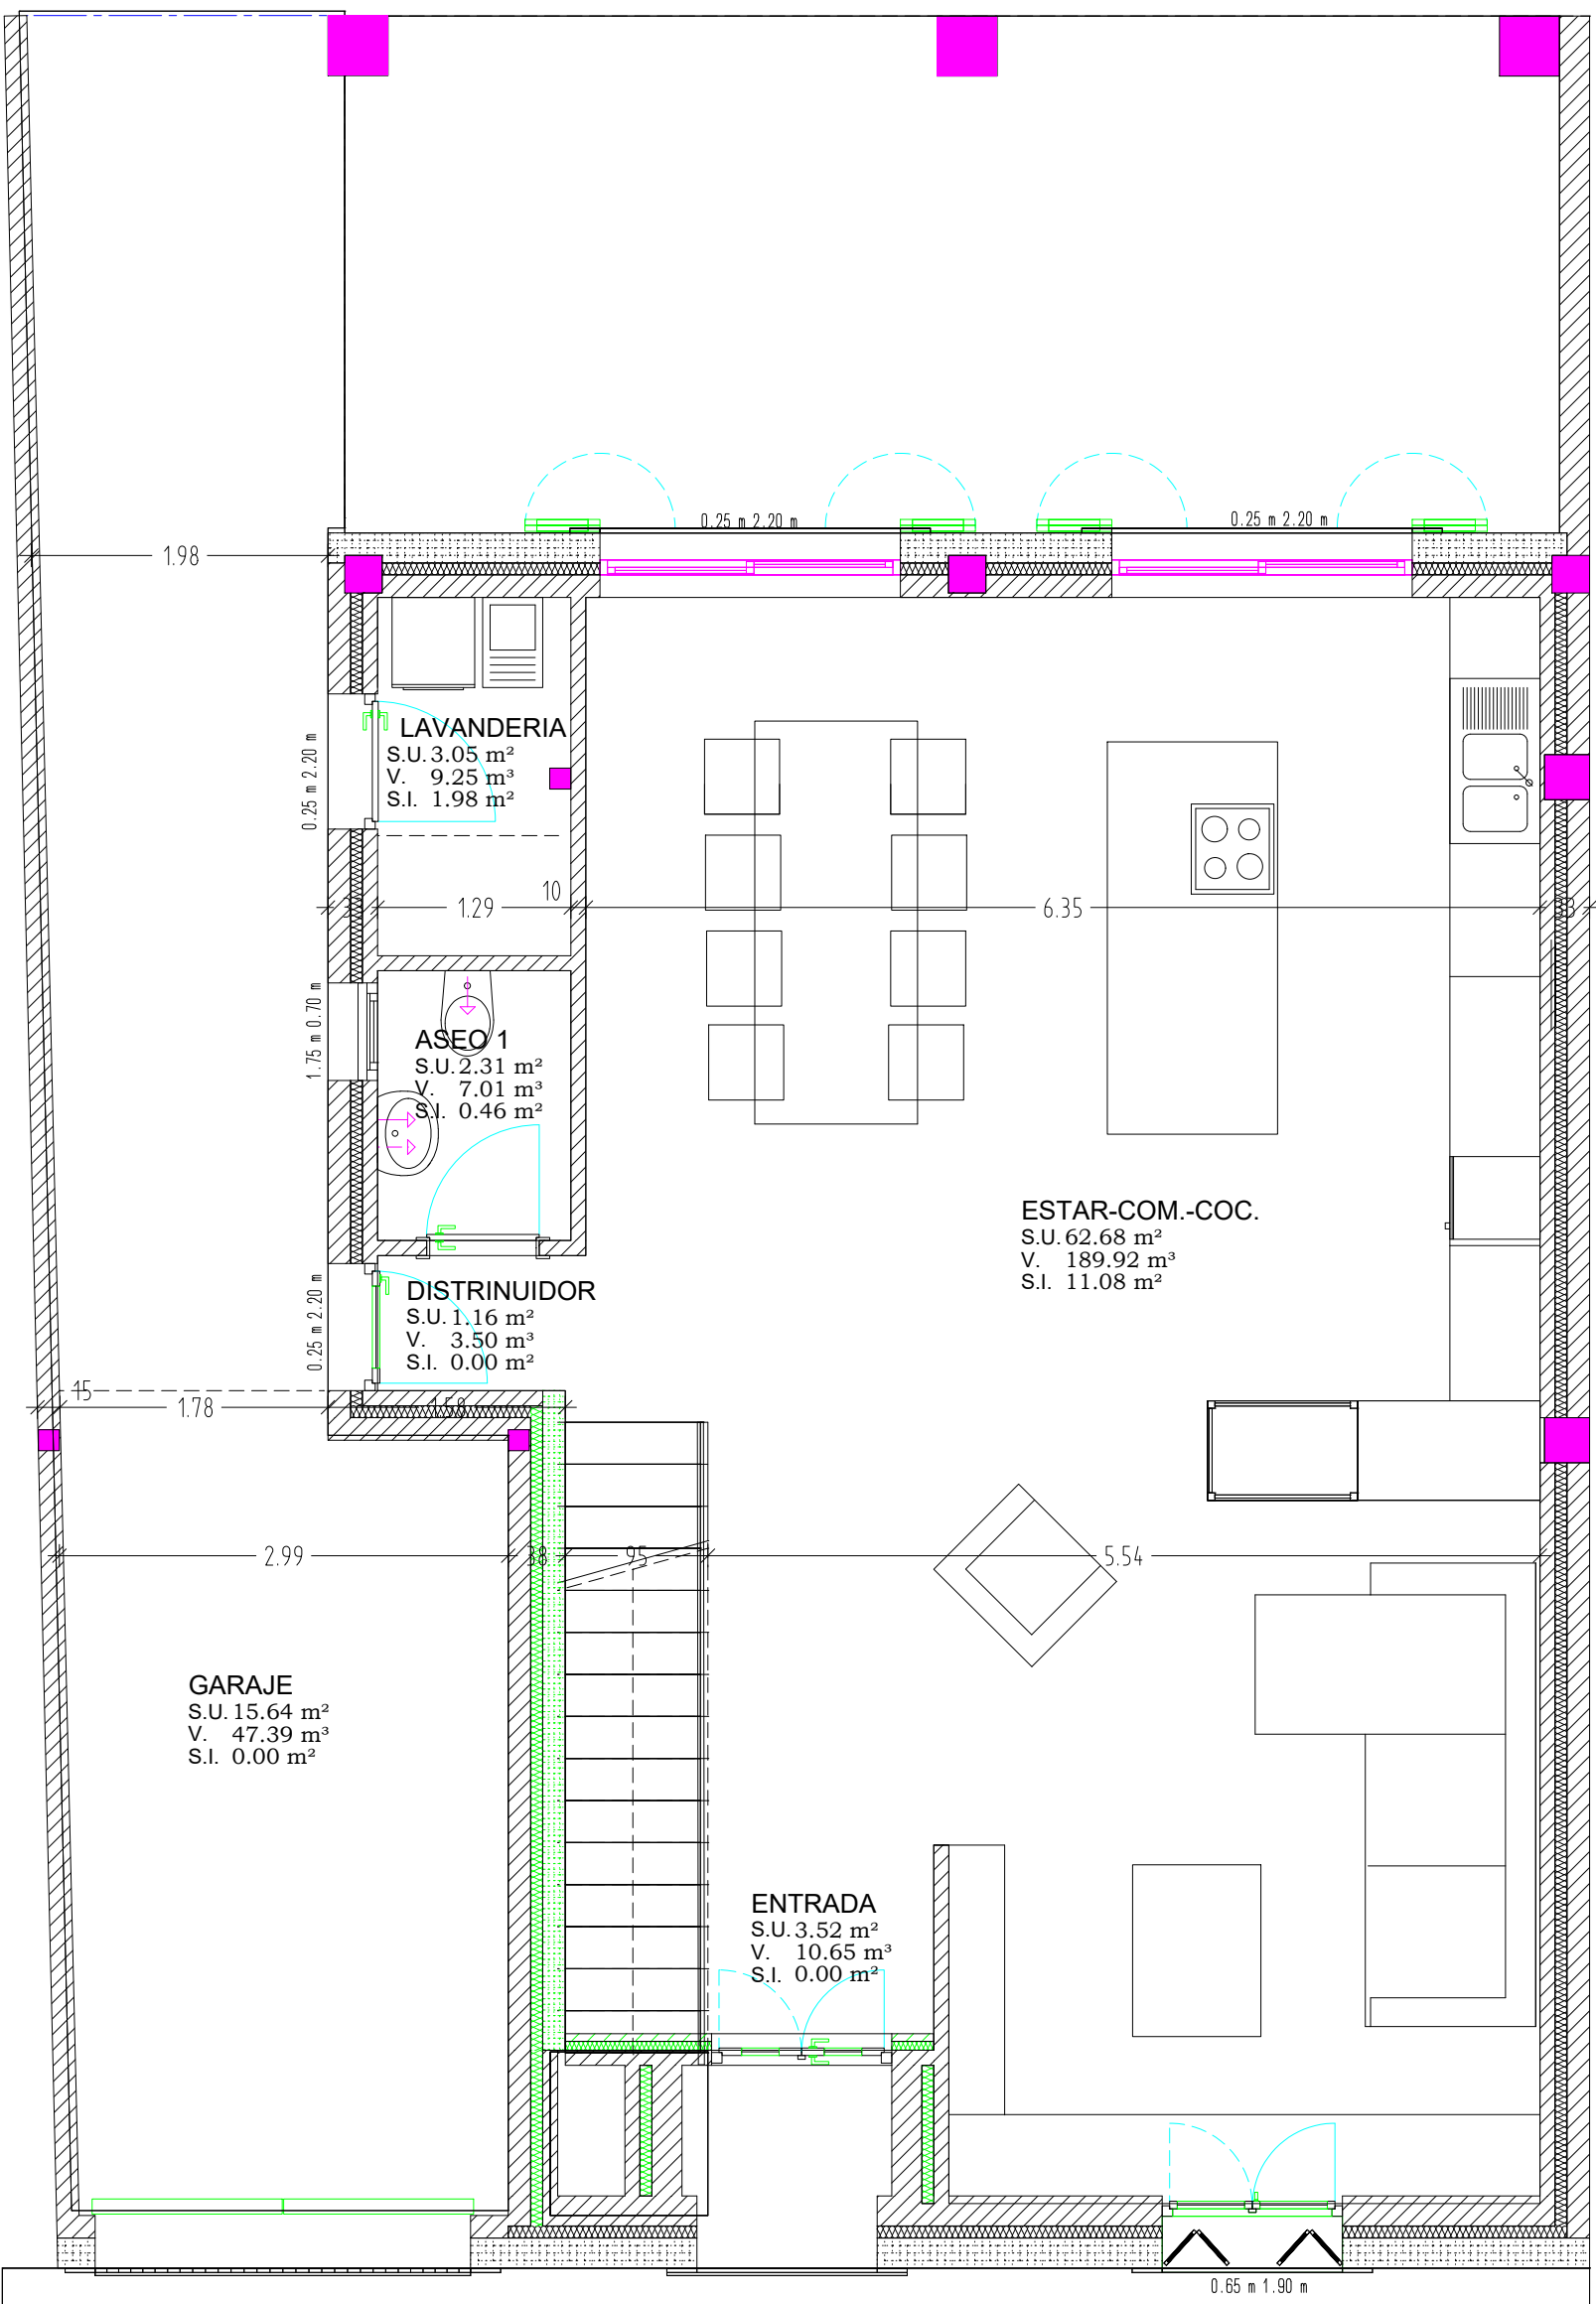 0.25 m 2.20 m
0.25 m 2.20 m
1.98
LAVANDERIA
S.U. 3.05 m²
V. 9.25 m³
S.I. 1.98 m²
0.25 m 2.20 m
1.29
10
6.35
33
1.75 m 0.70 m
ASEO 1
S.U. 2.31 m²
V. 7.01 m³
S.I. 0.46 m²
ESTAR-COM.-COC.
S.U. 62.68 m²
V. 189.92 m³
S.I. 11.08 m²
DISTRINUIDOR
S.U. 1.16 m²
V. 3.50 m³
S.I. 0.00 m²
0.25 m 2.20 m
15
1.78
2.99
38
95
5.54
GARAJE
S.U. 15.64 m²
V. 47.39 m³
S.I. 0.00 m²
ENTRADA
S.U. 3.52 m²
V. 10.65 m³
S.I. 0.00 m²
0.65 m 1.90 m